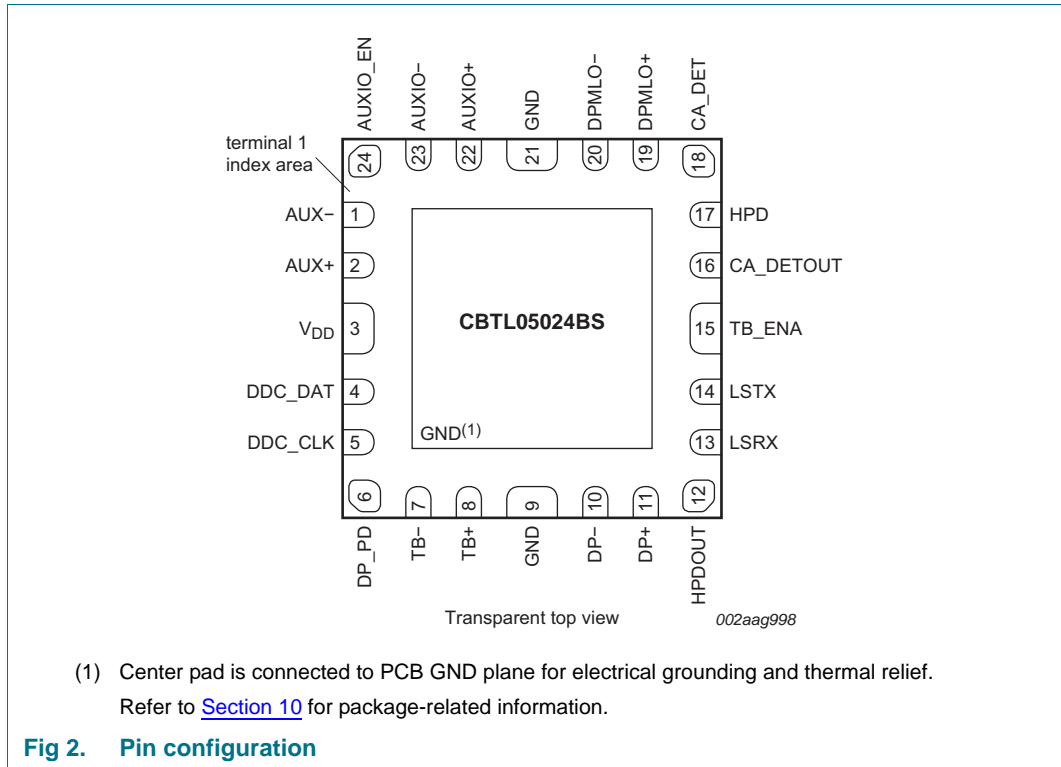 AUXIO_EN
AUXIO−
AUXIO+
GND
DPMLO−
DPMLO+
CA_DET
terminal 1
index area
24
23
22
21
20
19
18
AUX− 1
17 HPD
AUX+ 2
16 CA_DETOUT
VDD 3
CBTL05024BS
15 TB_ENA
DDC_DAT 4
14 LSTX
DDC_CLK 5
GND(1)
13 LSRX
6
7
8
9
10
11
12
DP_PD
TB−
TB+
GND
DP−
DP+
HPDOUT
Transparent top view
002aag998
(1) Center pad is connected to PCB GND plane for electrical grounding and thermal relief.
Refer to Section 10 for package-related information.
Fig 2. Pin configuration